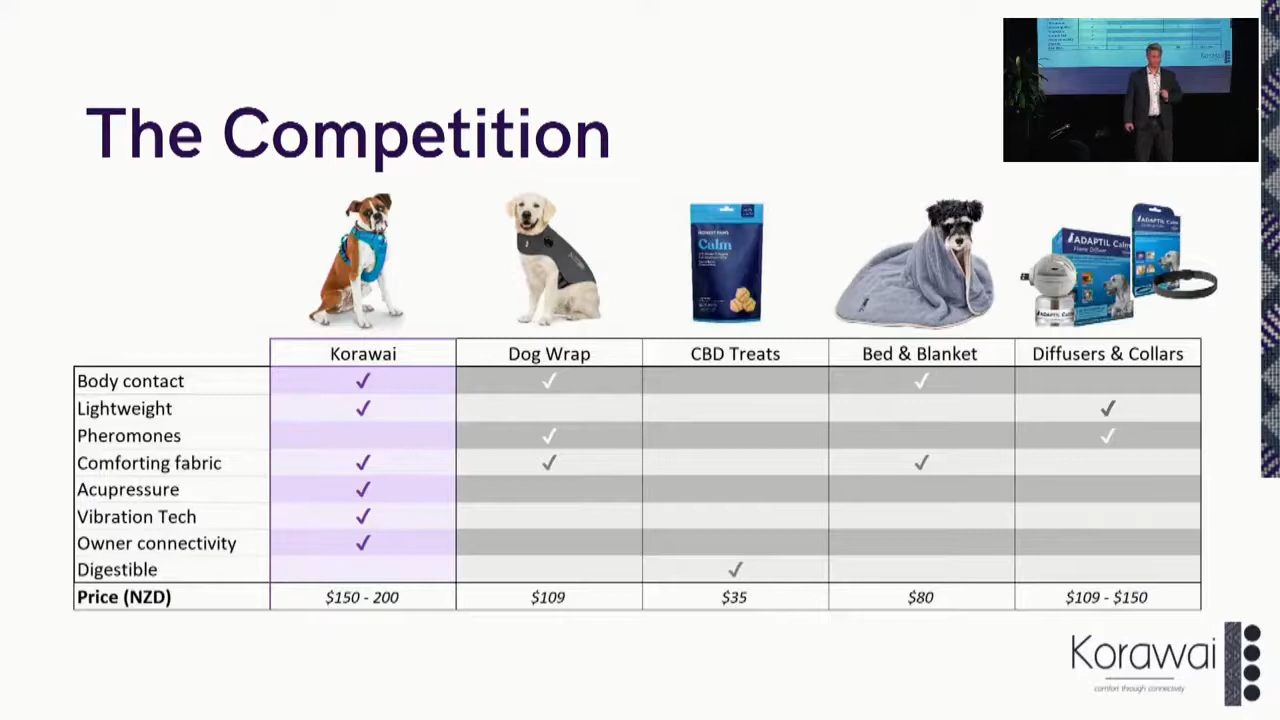 The Competition
Calm
ADAPTIL Calm
ADAPTIL Calm
Korawai Dog Wrap CBD Treats Bed & Blanket Diffusers & Collars
Body contact ✓ ✓ ✓
Lightweight ✓ ✓
Pheromones ✓ ✓
Comforting fabric ✓ ✓ ✓
Acupressure ✓
Vibration Tech ✓
Owner connectivity ✓
Digestible ✓
Price (NZD) $150 - 200 $109 $35 $80 $109 - $150
Korawai
comfort through connectivity